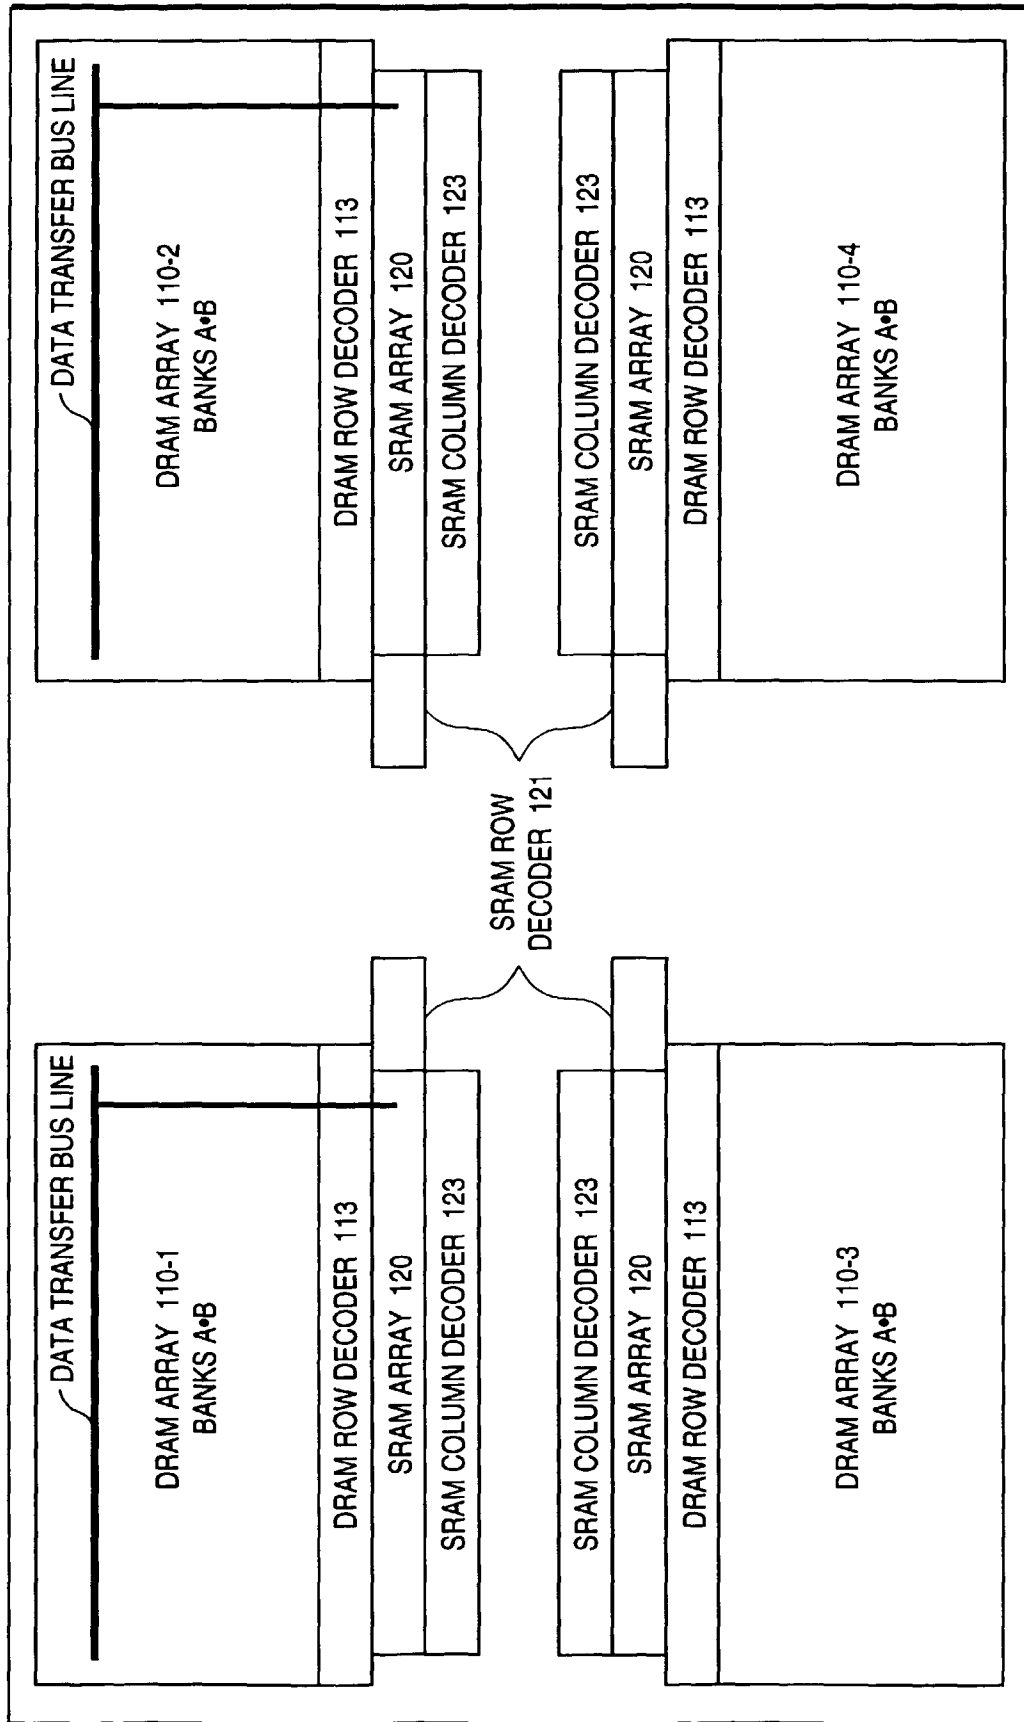 DATA TRANSFER BUS LINE
DRAM ARRAY 110-1
BANKS A•B
DRAM ROW DECODER 113
SRAM ARRAY 120
SRAM COLUMN DECODER 123
DATA TRANSFER BUS LINE
DRAM ARRAY 110-2
BANKS A•B
DRAM ROW DECODER 113
SRAM ARRAY 120
SRAM COLUMN DECODER 123
SRAM ROW
DECODER 121
SRAM COLUMN DECODER 123
SRAM ARRAY 120
DRAM ROW DECODER 113
DRAM ARRAY 110-3
BANKS A•B
SRAM COLUMN DECODER 123
SRAM ARRAY 120
DRAM ROW DECODER 113
DRAM ARRAY 110-4
BANKS A•B